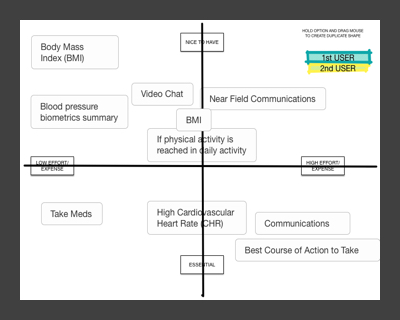 HOLD OPTION AND DRAG MOUSE
TO CREATE DUPLICATE SHAPE
NICE TO HAVE
Body Mass
Index (BMI)
1st USER
2nd USER
Video Chat
Near Field Communications
Blood pressure
biometrics summary
BMI
If physical activity is
reached in daily activity
LOW EFFORT/
EXPENSE
HIGH EFFORT/
EXPENSE
Take Meds
High Cardiovascular
Heart Rate (CHR)
Communications
Best Course of Action to Take
ESSENTIAL